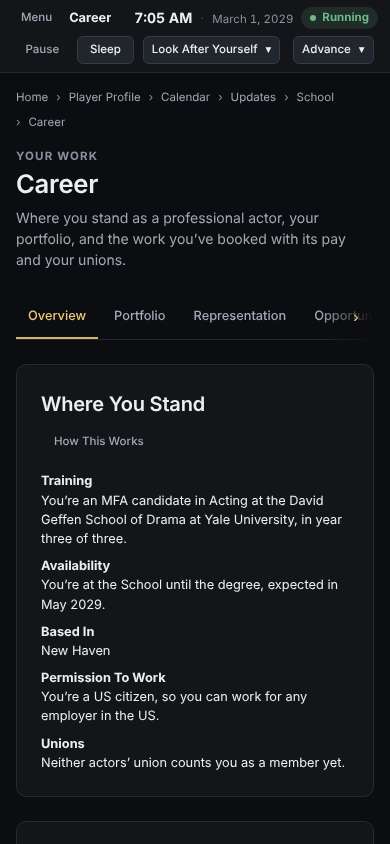 Menu Career 7:05 AM · March 1, 2029 Running
Pause Sleep Look After Yourself ▾ Advance ▾
Home › Player Profile › Calendar › Updates › School
› Career
YOUR WORK
Career
Where you stand as a professional actor, your
portfolio, and the work you’ve booked with its pay
and your unions.
Overview Portfolio Representation ›
Where You Stand
How This Works
Training
You’re an MFA candidate in Acting at the David
Geffen School of Drama at Yale University, in year
three of three.
Availability
You’re at the School until the degree, expected in
May 2029.
Based In
New Haven
Permission To Work
You’re a US citizen, so you can work for any
employer in the US.
Unions
Neither actors’ union counts you as a member yet.